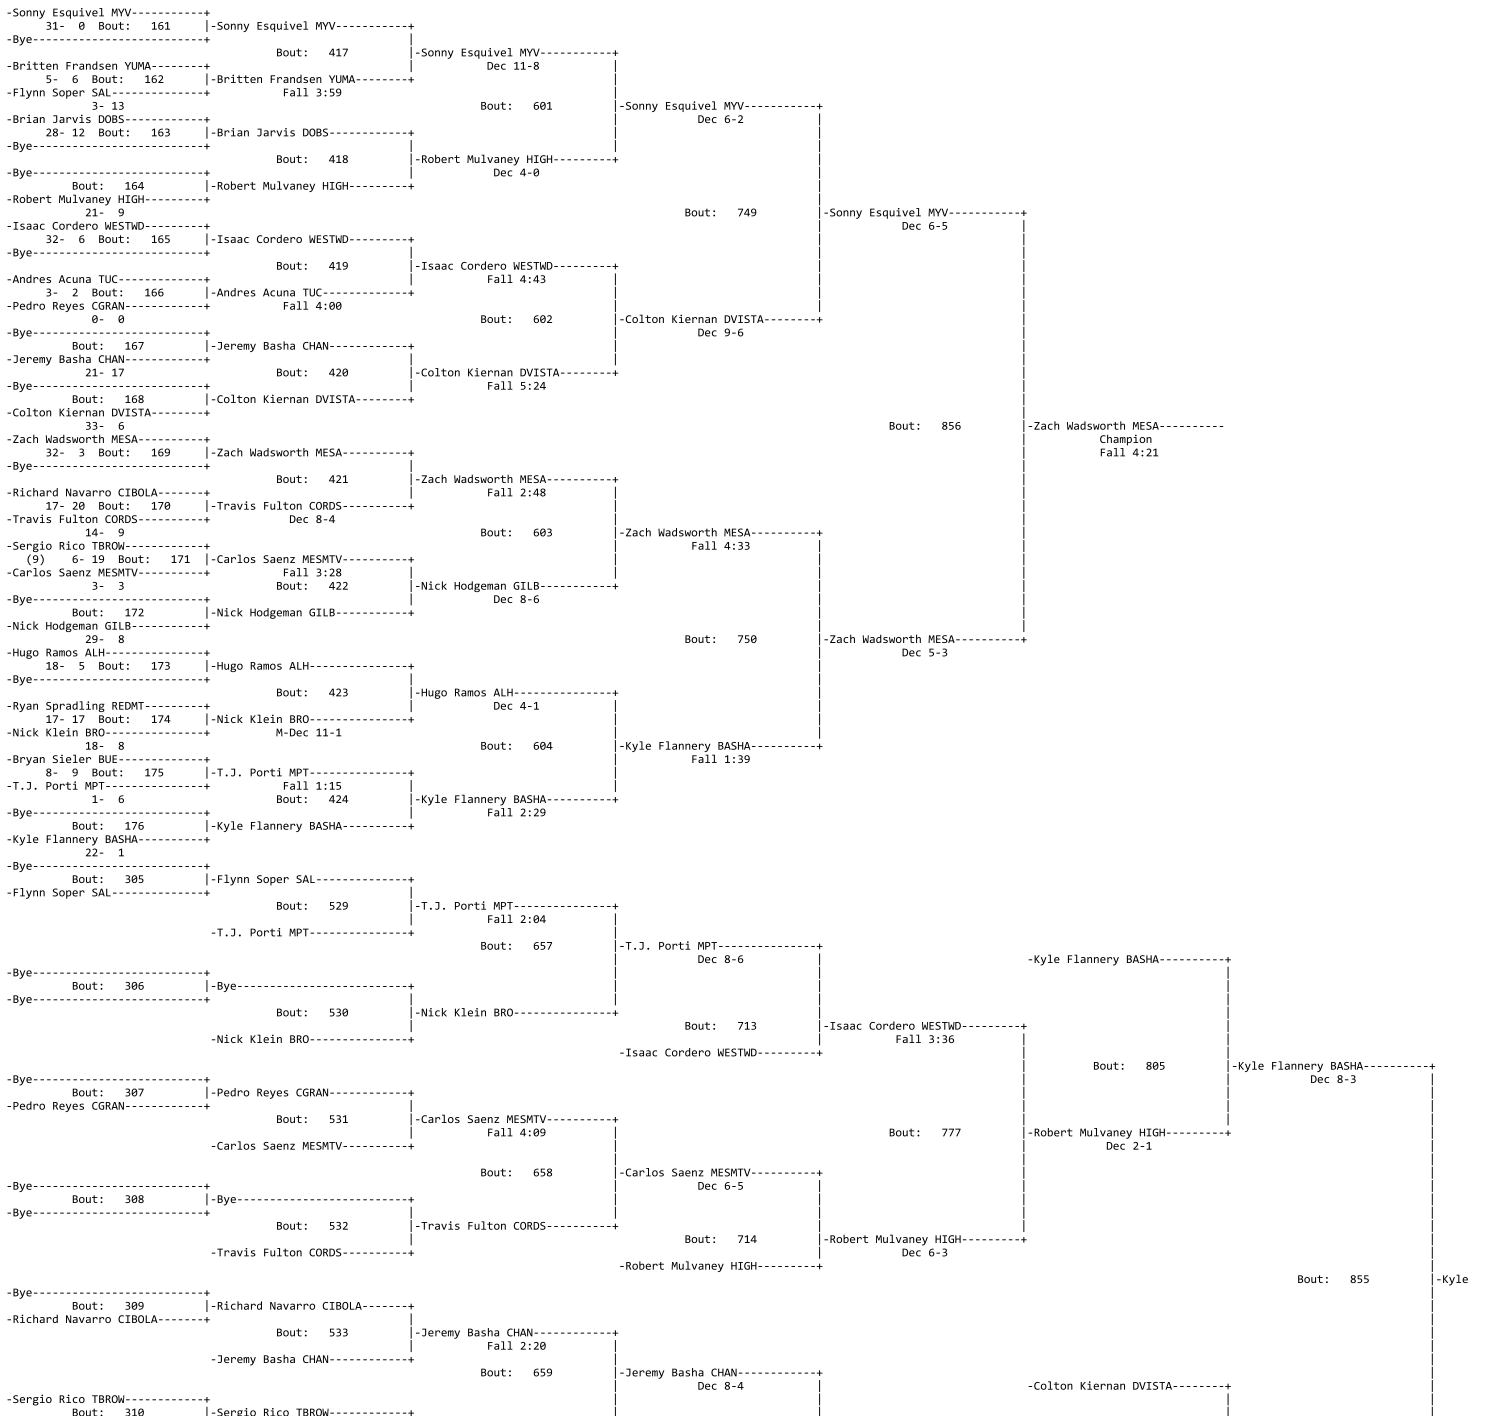 -Sonny Esquivel MYV-----------+
31-  0  Bout:   161     |-Sonny Esquivel MYV-----------+
-Bye--------------------------+                              |
Bout:   417          |-Sonny Esquivel MYV-----------+
-Britten Frandsen YUMA--------+                              |           Dec 11-8           |
5-  6  Bout:   162      |-Britten Frandsen YUMA--------+                              |
-Flynn Soper SAL--------------+           Fall 3:59                                         |
3- 13                                                      Bout:   601          |-Sonny Esquivel MYV-----------+
-Brian Jarvis DOBS------------+                                                             |            Dec 6-2           |
28- 12  Bout:   163     |-Brian Jarvis DOBS------------+                              |                              |
-Bye--------------------------+                              |                              |                              |
Bout:   418          |-Robert Mulvaney HIGH---------+                              |
-Bye--------------------------+                              |            Dec 4-0                                          |
Bout:   164          |-Robert Mulvaney HIGH---------+                                                             |
-Robert Mulvaney HIGH---------+                                                                                            |
21-  9                                                                                    Bout:   749          |-Sonny Esquivel MYV-----------+
-Isaac Cordero WESTWD---------+                                                                                            |            Dec 6-5           |
32-  6  Bout:   165     |-Isaac Cordero WESTWD---------+
-Bye--------------------------+
Bout:   419          |-Isaac Cordero WESTWD---------+
-Andres Acuna TUC-------------+                              |           Fall 4:43          |
3-  2  Bout:   166      |-Andres Acuna TUC-------------+
-Pedro Reyes CGRAN------------+           Fall 4:00
0-  0                                                      Bout:   602          |-Colton Kiernan DVISTA--------+
-Bye--------------------------+                                                             |            Dec 9-6
Bout:   167          |-Jeremy Basha CHAN------------+
-Jeremy Basha CHAN------------+
21- 17                       Bout:   420          |-Colton Kiernan DVISTA--------+
-Bye--------------------------+                              |           Fall 5:24
Bout:   168          |-Colton Kiernan DVISTA--------+
-Colton Kiernan DVISTA--------+
33-  6                       Bout:   856          |-Zach Wadsworth MESA----------
-Zach Wadsworth MESA----------+                   Champion
32-  3  Bout:   169     |-Zach Wadsworth MESA----------+                   Fall 4:21
-Bye--------------------------+
Bout:   421          |-Zach Wadsworth MESA----------+
-Richard Navarro CIBOLA-------+                              |           Fall 2:48          |
17- 20  Bout:   170     |-Travis Fulton CORDS----------+
-Travis Fulton CORDS----------+            Dec 8-4
14-  9                                                     Bout:   603          |-Zach Wadsworth MESA----------+
-Sergio Rico TBROW------------+                                                             |           Fall 4:33          |
(9)    6- 19  Bout:   171  |-Carlos Saenz MESMTV----------+
-Carlos Saenz MESMTV----------+           Fall 3:28          |
3-  3                      Bout:   422          |-Nick Hodgeman GILB-----------+
-Bye--------------------------+                              |            Dec 8-6
Bout:   172          |-Nick Hodgeman GILB-----------+
-Nick Hodgeman GILB-----------+
29-  8                                                                                    Bout:   750          |-Zach Wadsworth MESA----------+
-Hugo Ramos ALH---------------+                                                                                            |            Dec 5-3
18-  5  Bout:   173     |-Hugo Ramos ALH---------------+
-Bye--------------------------+
Bout:   423          |-Hugo Ramos ALH---------------+
-Ryan Spradling REDMT---------+                              |            Dec 4-1           |
17- 17  Bout:   174     |-Nick Klein BRO---------------+
-Nick Klein BRO---------------+          M-Dec 11-1
18-  8                                                     Bout:   604          |-Kyle Flannery BASHA----------+
-Bryan Sieler BUE-------------+                                                             |           Fall 1:39
8-  9  Bout:   175      |-T.J. Porti MPT---------------+
-T.J. Porti MPT---------------+           Fall 1:15          |
1-  6                       Bout:   424          |-Kyle Flannery BASHA----------+
-Bye--------------------------+                              |           Fall 2:29
Bout:   176          |-Kyle Flannery BASHA----------+
-Kyle Flannery BASHA----------+
22-  1
-Bye--------------------------+
Bout:   305          |-Flynn Soper SAL--------------+
-Flynn Soper SAL--------------+                              |
Bout:   529          |-T.J. Porti MPT---------------+
Fall 2:04          |
-T.J. Porti MPT---------------+
Bout:   657          |-T.J. Porti MPT---------------+
Dec 8-6           |          -Kyle Flannery BASHA----------+
-Bye--------------------------+
Bout:   306          |-Bye--------------------------+
-Bye--------------------------+
Bout:   530          |-Nick Klein BRO---------------+
Bout:   713          |-Isaac Cordero WESTWD---------+
-Nick Klein BRO---------------+          Fall 3:36
-Isaac Cordero WESTWD---------+
Bout:   805          |-Kyle Flannery BASHA----------+
-Bye--------------------------+          Dec 8-3
Bout:   307          |-Pedro Reyes CGRAN------------+
-Pedro Reyes CGRAN------------+
Bout:   531          |-Carlos Saenz MESMTV----------+
Fall 4:09          Bout:   777          |-Robert Mulvaney HIGH---------+
-Carlos Saenz MESMTV----------+          Dec 2-1
Bout:   658          |-Carlos Saenz MESMTV----------+
-Bye--------------------------+          Dec 6-5
Bout:   308          |-Bye--------------------------+
-Bye--------------------------+
Bout:   532          |-Travis Fulton CORDS----------+
Bout:   714          |-Robert Mulvaney HIGH---------+
-Travis Fulton CORDS----------+          Dec 6-3
-Robert Mulvaney HIGH---------+
Bout:   855          |-Kyle
-Bye--------------------------+
Bout:   309          |-Richard Navarro CIBOLA-------+
-Richard Navarro CIBOLA-------+
Bout:   533          |-Jeremy Basha CHAN------------+
Fall 2:20
-Jeremy Basha CHAN------------+
Bout:   659          |-Jeremy Basha CHAN------------+
Dec 8-4           |          -Colton Kiernan DVISTA--------+
-Sergio Rico TBROW------------+
Bout:   310          |-Sergio Rico TBROW------------+